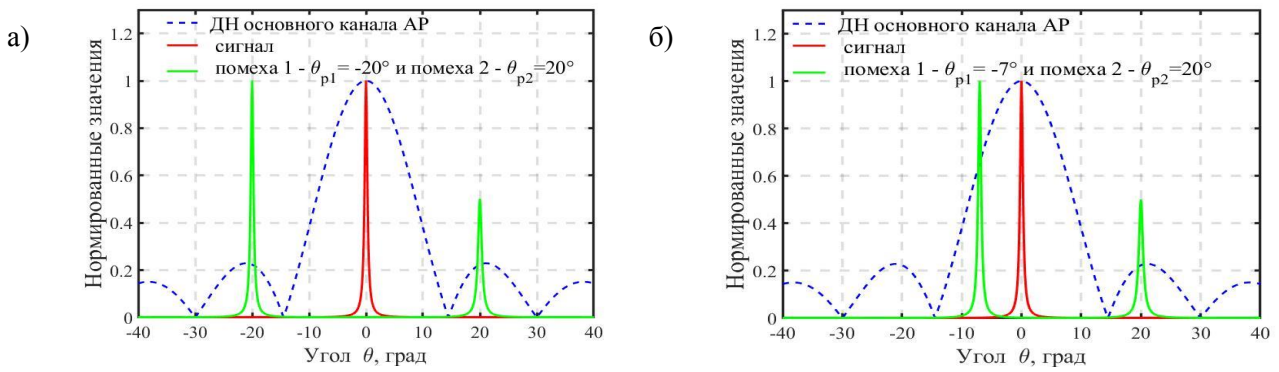 а)
ДН основного канала АР
сигнал
помеха 1 - θp1= -20° и помеха 2 - θp2=20°
Нормированные значения
1.2
1
0.8
0.6
0.4
0.2
0
-40 -30 -20 -10 0 10 20 30 40
Угол θ, град
б)
ДН основного канала АР
сигнал
помеха 1 - θp1= -7° и помеха 2 - θp2=20°
Нормированные значения
1.2
1
0.8
0.6
0.4
0.2
0
-40 -30 -20 -10 0 10 20 30 40
Угол θ, град